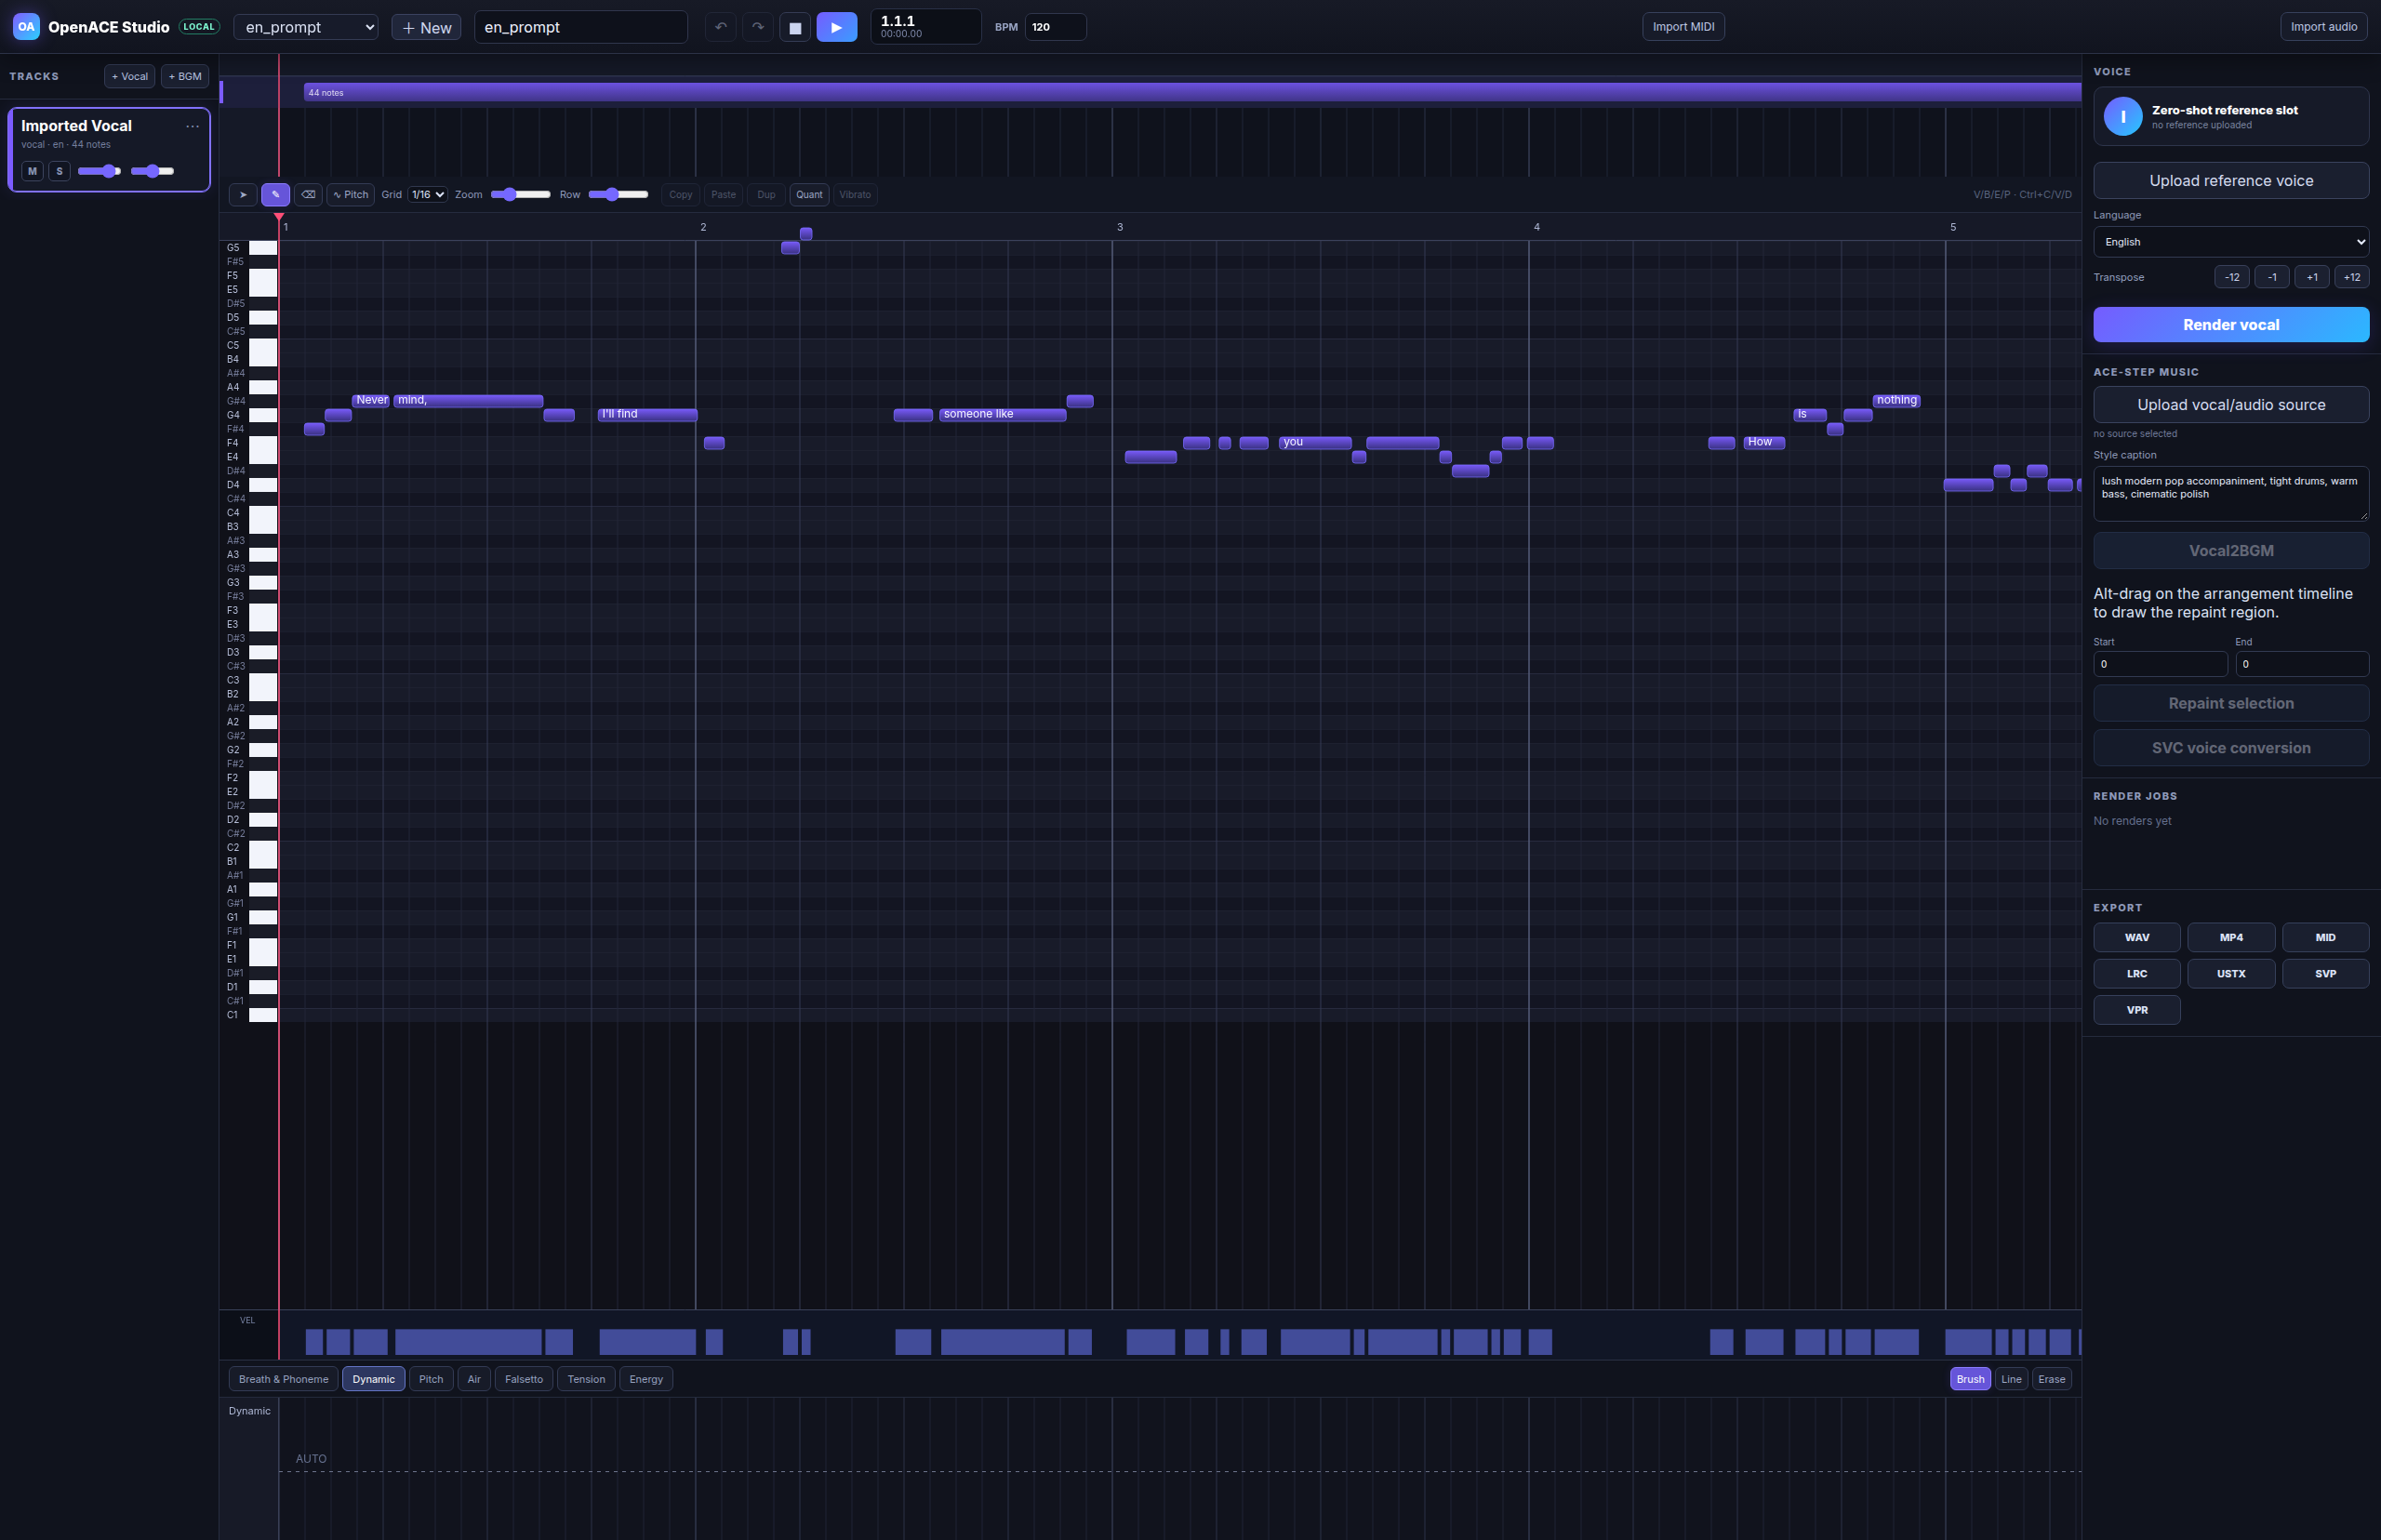 OA OpenACE Studio LOCAL en_prompt + New en_prompt 1.1.1 BPM 120 Import MIDI Import audio
00:00.00
TRACKS + Vocal + BGM
Imported Vocal ...
vocal · en · 44 notes
M S
44 notes
Pitch Grid 1/16 Zoom Row Copy Paste Dup Quant Vibrato V/B/E/P · Ctrl+C/V/D
1 2 3 4 5
G5
F#5
F5
E5
D#5
D5
C#5
C5
B4
A#4
A4
G#4 Never mind, nothing
G4 I'll find someone like is
F#4
F4 you How
E4
D#4
D4
C#4
C4
B3
A#3
A3
G#3
G3
F#3
F3
E3
D#3
D3
C#3
C3
B2
A#2
A2
G#2
G2
F#2
F2
E2
D#2
D2
C#2
C2
B1
A#1
A1
G#1
G1
F#1
F1
E1
D#1
D1
C#1
C1
VEL
Breath & Phoneme Dynamic Pitch Air Falsetto Tension Energy Brush Line Erase
Dynamic
AUTO
VOICE
I Zero-shot reference slot
no reference uploaded
Upload reference voice
Language
English
Transpose -12 -1 +1 +12
Render vocal
ACE-STEP MUSIC
Upload vocal/audio source
no source selected
Style caption
lush modern pop accompaniment, tight drums, warm
bass, cinematic polish
Vocal2BGM
Alt-drag on the arrangement timeline
to draw the repaint region.
Start End
0 0
Repaint selection
SVC voice conversion
RENDER JOBS
No renders yet
EXPORT
WAV MP4 MID
LRC USTX SVP
VPR